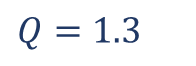 Q = 1.3